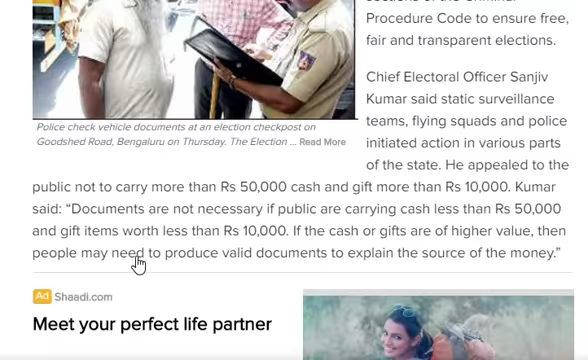 Procedure Code to ensure free,
fair and transparent elections.
Chief Electoral Officer Sanjiv
Kumar said static surveillance
teams, flying squads and police
initiated action in various parts
of the state. He appealed to the
Police check vehicle documents at an election checkpost on
Goodshed Road, Bengaluru on Thursday. The Election ... Read More
public not to carry more than Rs 50,000 cash and gift more than Rs 10,000. Kumar
said: “Documents are not necessary if public are carrying cash less than Rs 50,000
and gift items worth less than Rs 10,000. If the cash or gifts are of higher value, then
people may need to produce valid documents to explain the source of the money.”
Ad Shaadi.com
Meet your perfect life partner